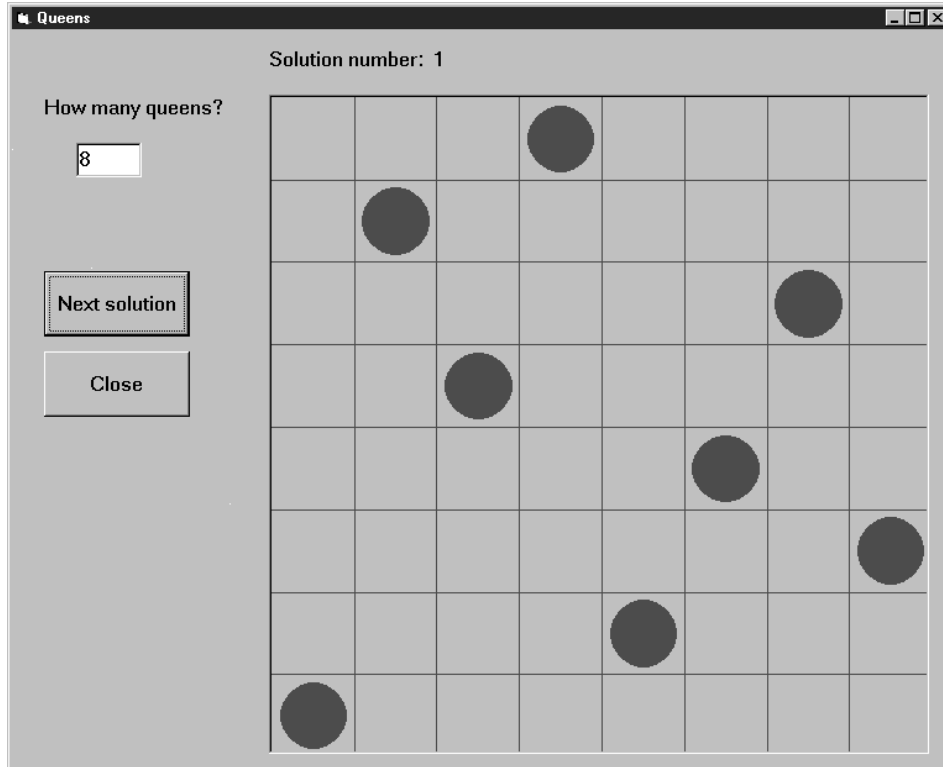 Queens
Solution number: 1
How many queens?
8
Next solution
Close